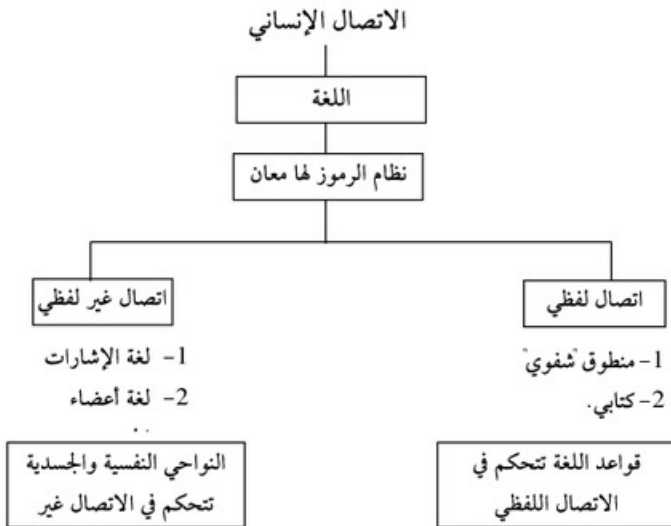 الاتصال الإنساني
اللغة
نظام الرموز لها معان
اتصال لفظي
1- منطوق "شفوي"
2- كتابي.
قواعد اللغة تتحكم في
الاتصال اللفظي
اتصال غير لفظي
1- لغة الإشارات
2- لغة أعضاء
النواحي النفسية والجسدية
تتحكم في الاتصال غير